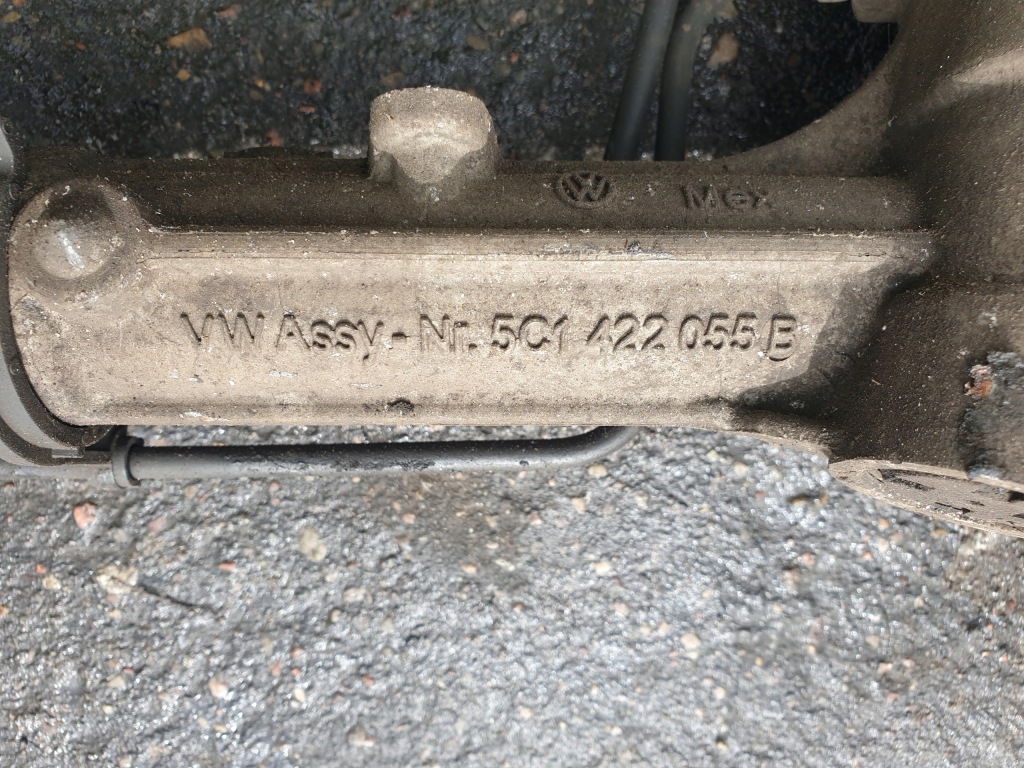 VW Mex
VW Assy-Nr. 5C1 422 055 B